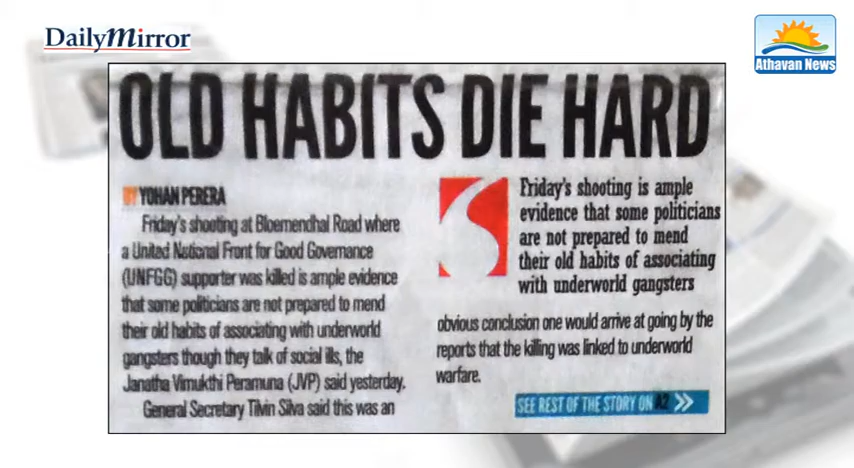 DailyMirror
Athavan News
OLD HABITS DIE HARD
BY YOHAN PERERA
Friday's shooting at Bloemendhal Road where
a United National Front for Good Governance
(UNFGG) supporter was killed is ample evidence
that some politicians are not prepared to mend
their old habits of associating with underworld
gangsters though they talk of social ills, the
Janatha Vimukthi Peramuna (JVP) said yesterday.
General Secretary Tilvin Silva said this was an
Friday's shooting is ample
evidence that some politicians
are not prepared to mend
their old habits of associating
with underworld gangsters
obvious conclusion one would arrive at going by the
reports that the killing was linked to underworld
warfare.
SEE REST OF THE STORY ON A2